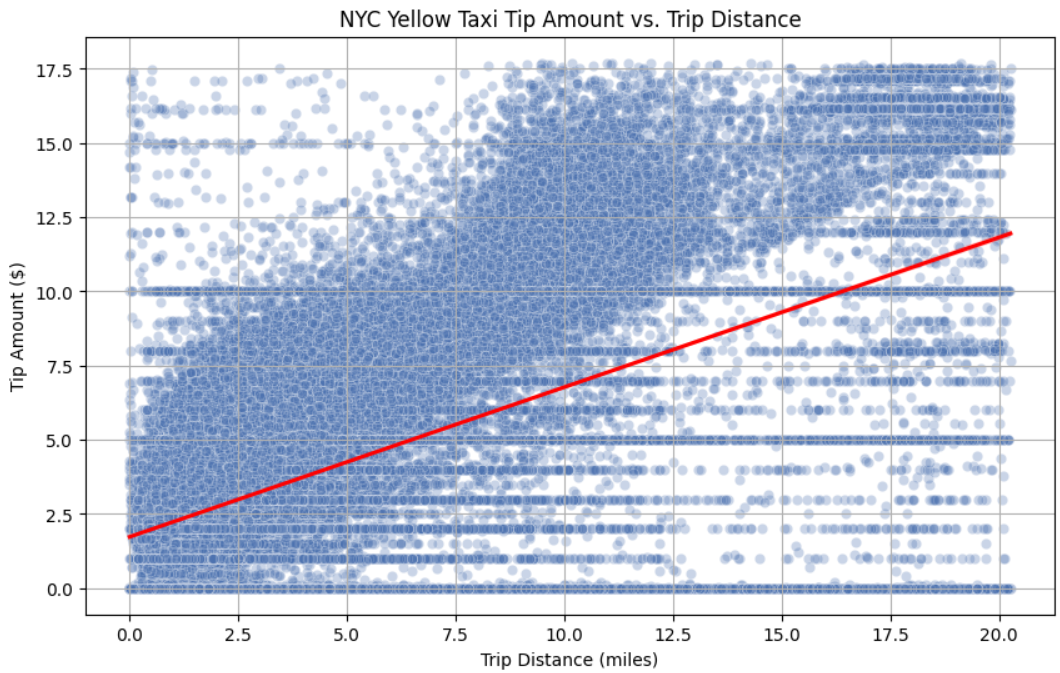 NYC Yellow Taxi Tip Amount vs. Trip Distance
17.5
15.0
12.5
10.0
7.5
5.0
2.5
0.0
Tip Amount ($)
0.0 2.5 5.0 7.5 10.0 12.5 15.0 17.5 20.0
Trip Distance (miles)